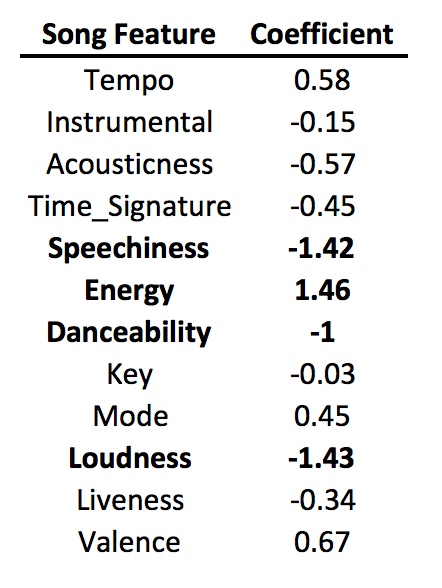 Song Feature Coefficient
Tempo 0.58
Instrumental -0.15
Acousticness -0.57
Time_Signature -0.45
Speechiness -1.42
Energy 1.46
Danceability -1
Key -0.03
Mode 0.45
Loudness -1.43
Liveness -0.34
Valence 0.67